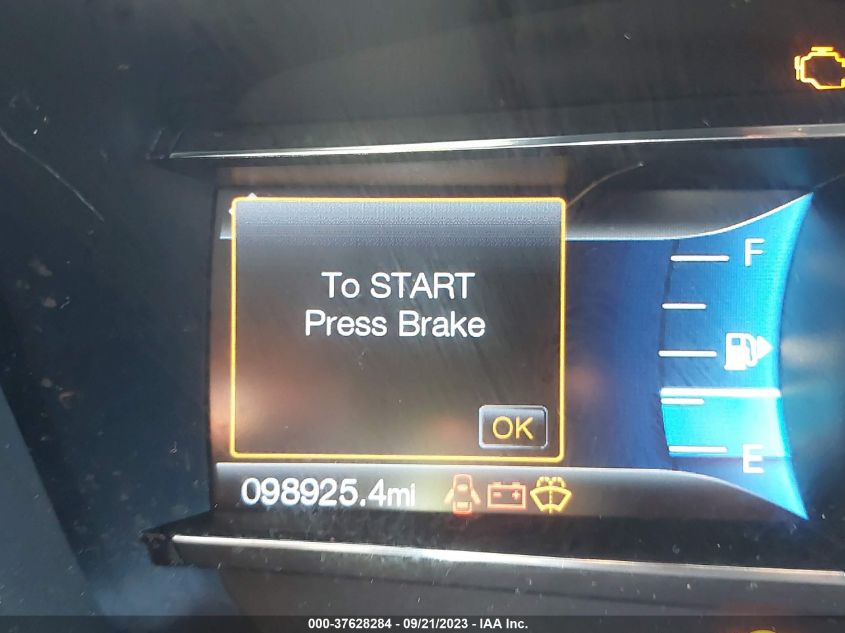 To START
Press Brake
F
OK
E
098925.4mi
000-37628284 - 09/21/2023 - IAA Inc.